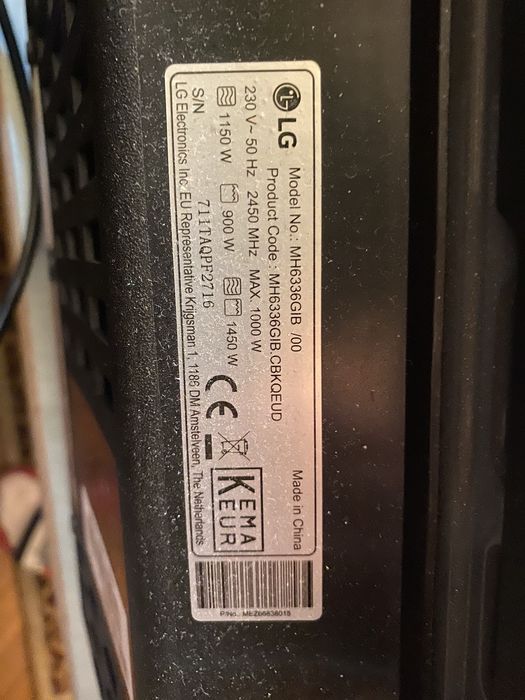 LG Model No.: MH6336GIB /00 Made in China
Product Code : MH6336GIB.CBKQEUD
230 V~ 50 Hz 2450 MHz MAX. 1000 W
1150 W 900 W 1450 W
S/N 711TAQPF2716
CE
KEMA
KEUR
LG Electronics Inc. EU Representative Krijgsman 1, 1186 DM Amstelveen, The Netherlands
P/No. MEZ66838015